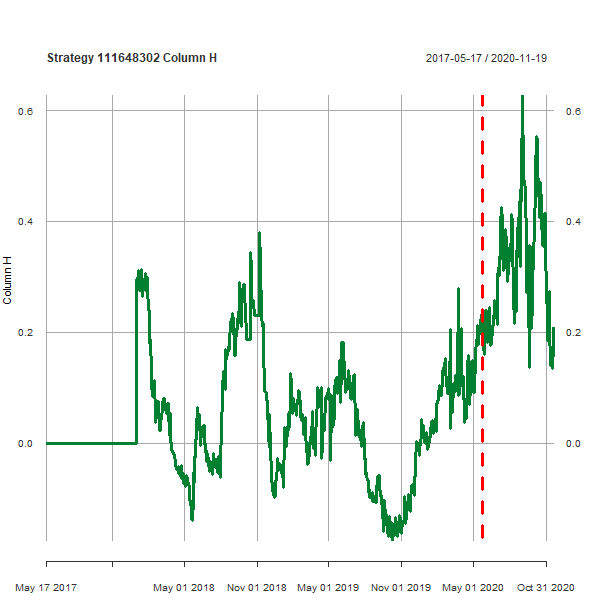 Strategy 111648302 Column H
2017-05-17 / 2020-11-19
0.6
0.6
0.4
0.4
Column H
0.2
0.2
0.0
0.0
May 17 2017
May 01 2018
Nov 01 2018
May 01 2019
Nov 01 2019
May 01 2020
Oct 31 2020